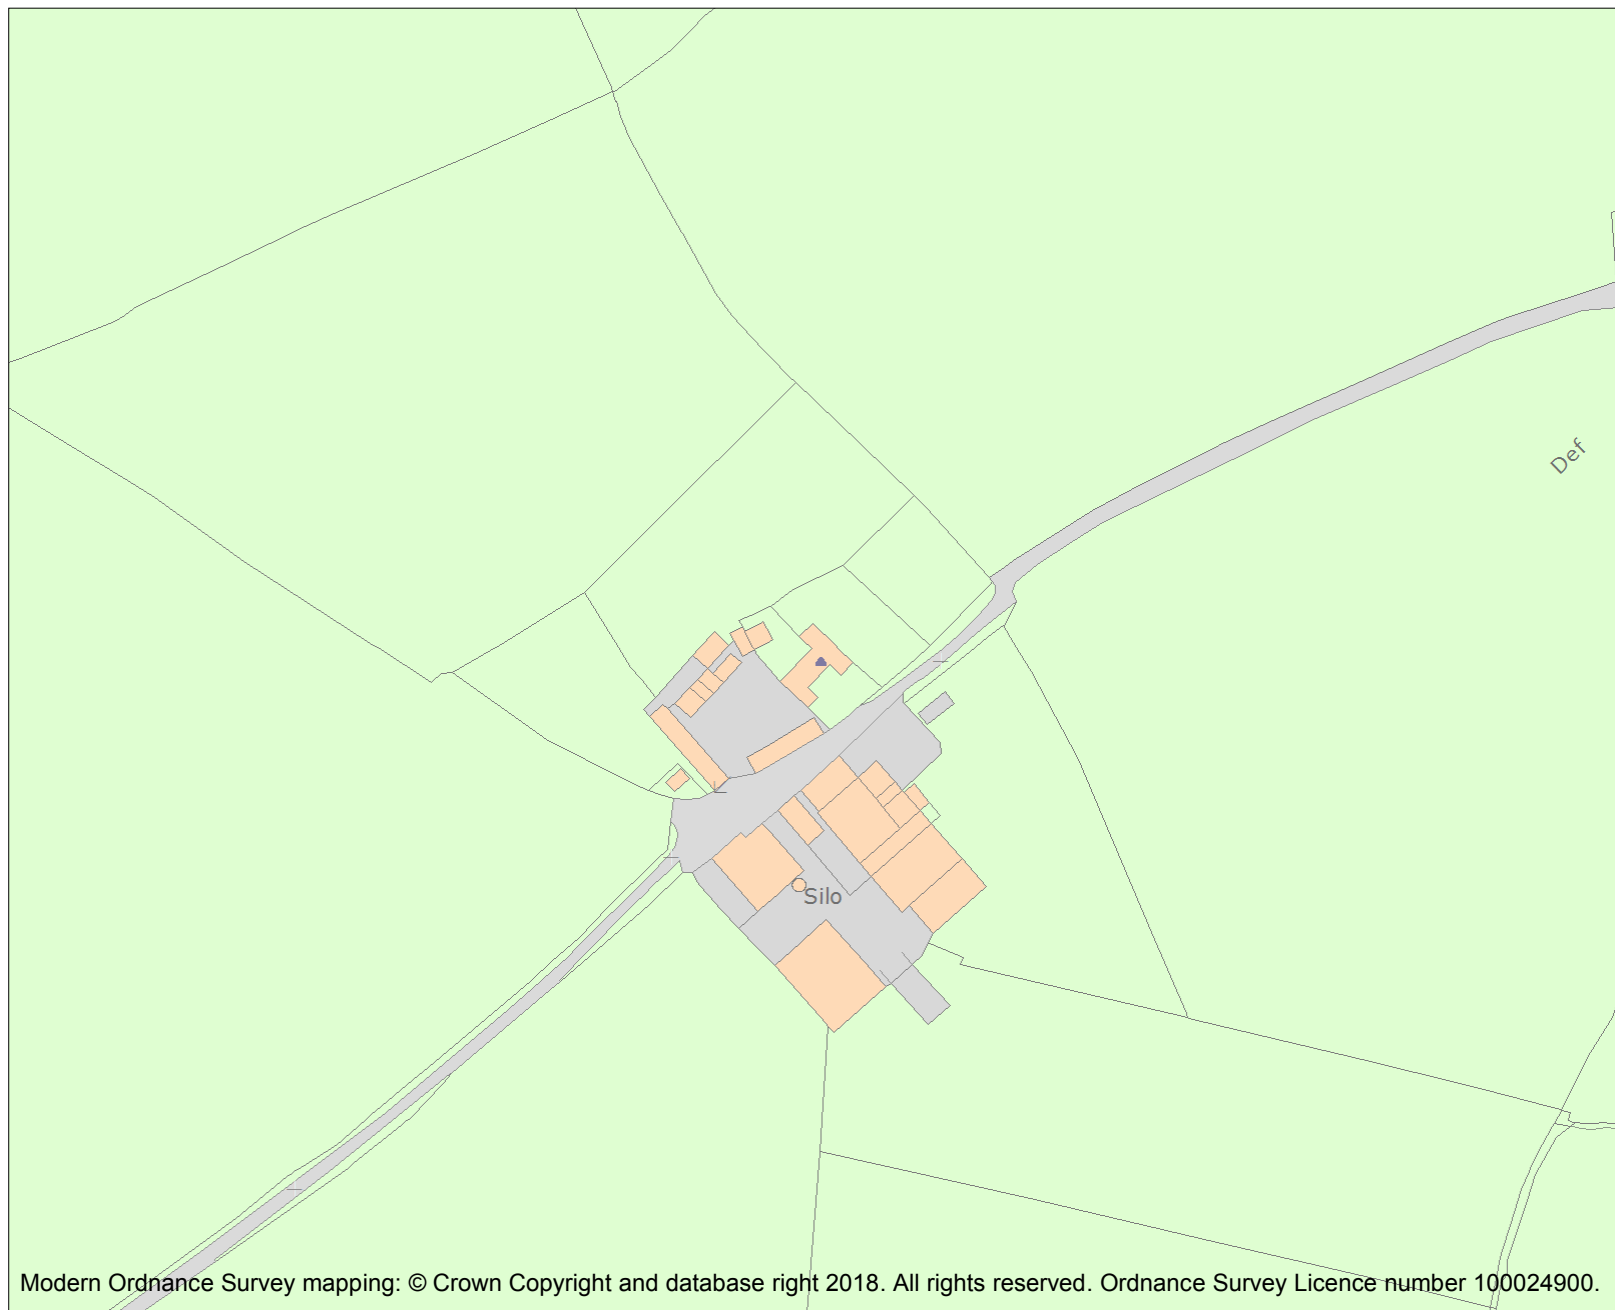 Def
Silo
Modern Ordnance Survey mapping: © Crown Copyright and database right 2018. All rights reserved. Ordnance Survey Licence number 100024900.